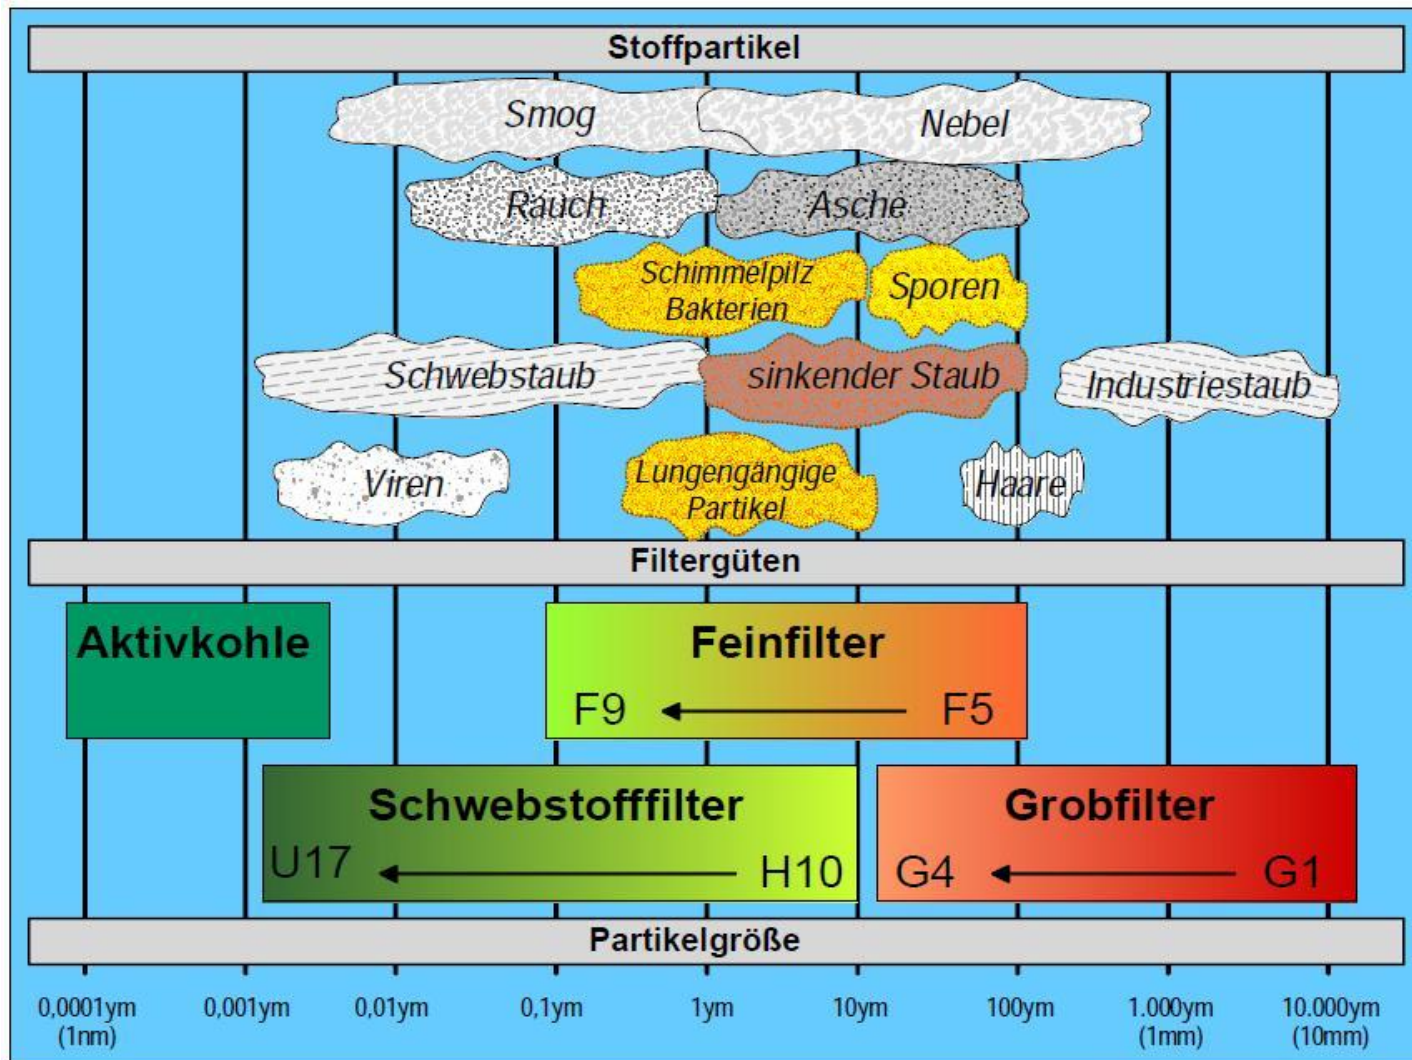 Stoffpartikel
Smog
Nebel
Rauch
Asche
Schimmelpilz
Bakterien
Sporen
Schwebstaub
sinkender Staub
Industriestaub
Viren
Lungengängige
Partikel
Haare
Filtergüten
Aktivkohle
Feinfilter
F9
F5
Schwebstofffilter
Grobfilter
U17
H10
G4
G1
Partikelgröße
0,0001ym
(1nm)
0,001ym
0,01ym
0,1ym
1ym
10ym
100ym
1.000ym
(1mm)
10.000ym
(10mm)